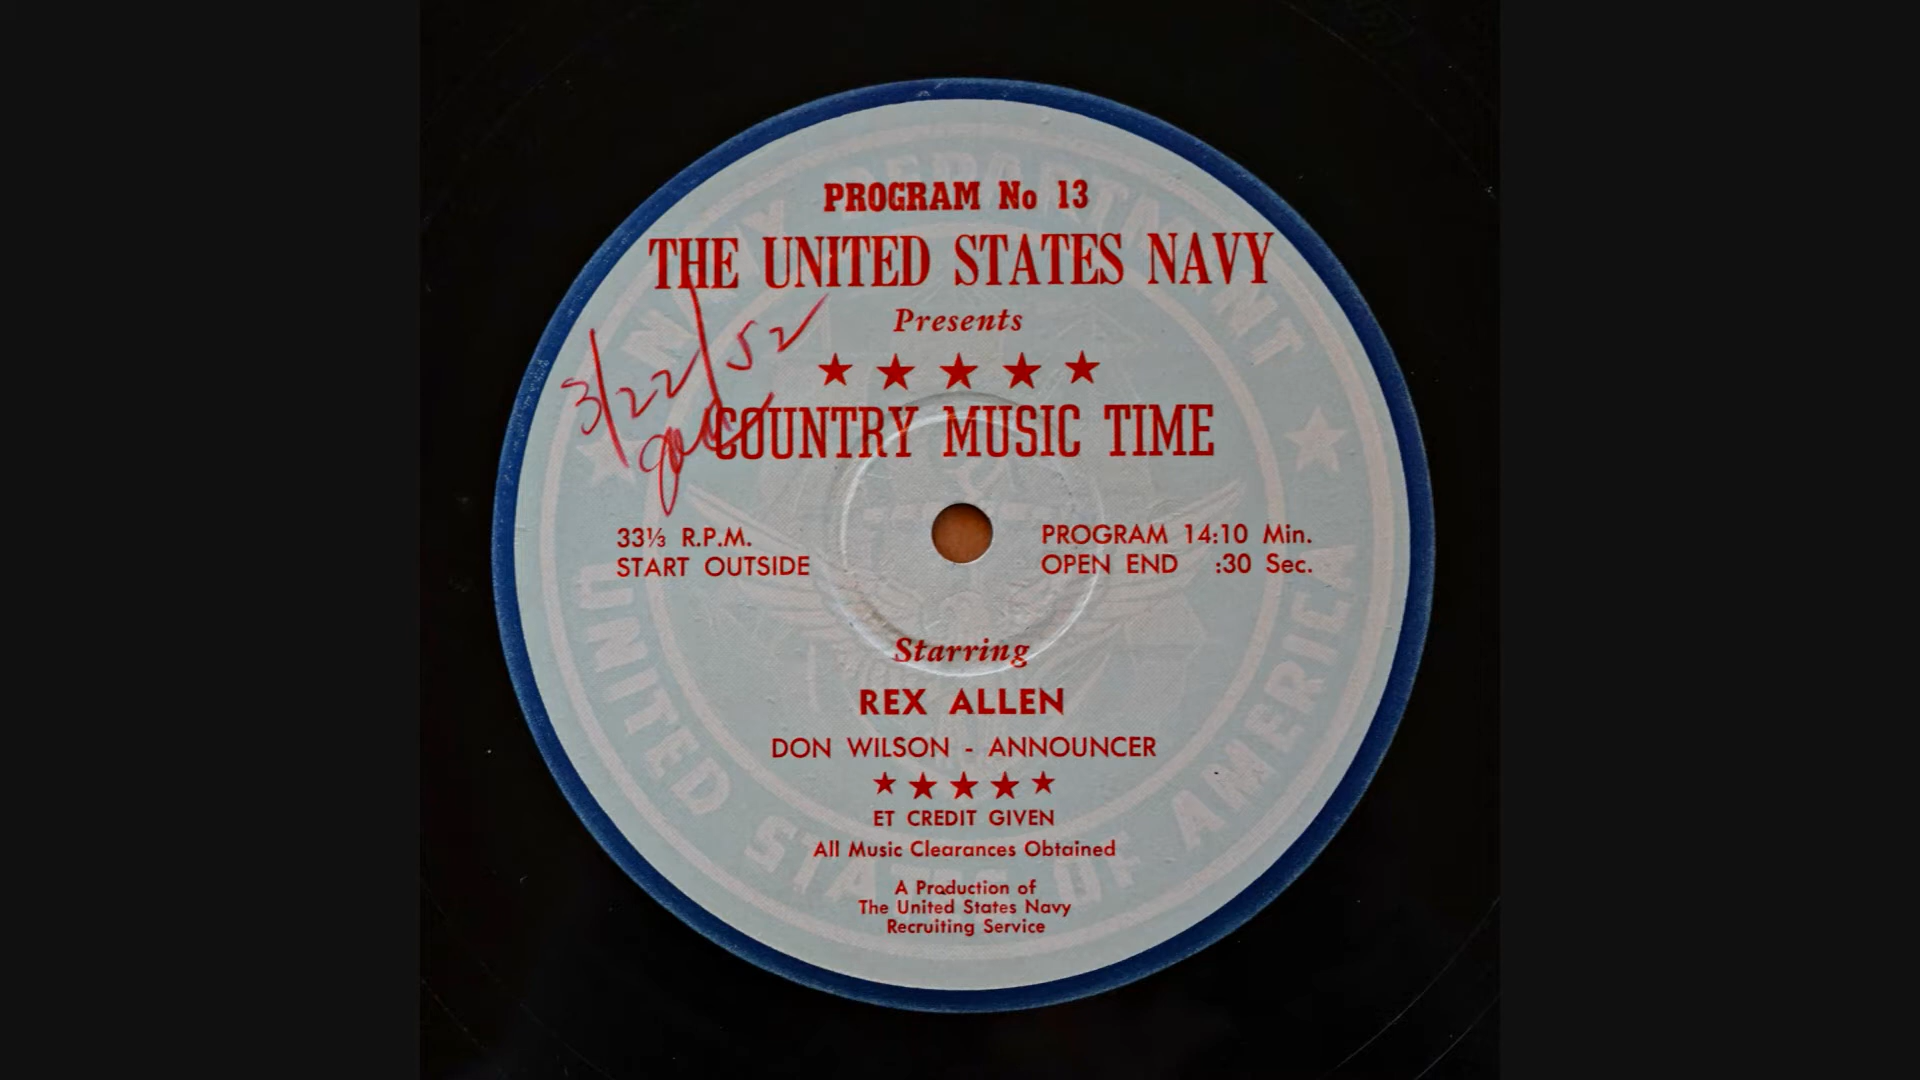 PROGRAM No 13
THE UNITED STATES NAVY
Presents
3/22/52
COUNTRY MUSIC TIME
33⅓ R.P.M.
START OUTSIDE
PROGRAM 14:10 Min.
OPEN END :30 Sec.
Starring
REX ALLEN
DON WILSON - ANNOUNCER
ET CREDIT GIVEN
All Music Clearances Obtained
A Production of
The United States Navy
Recruiting Service
NAVY DEPARTMENT
UNITED STATES OF AMERICA